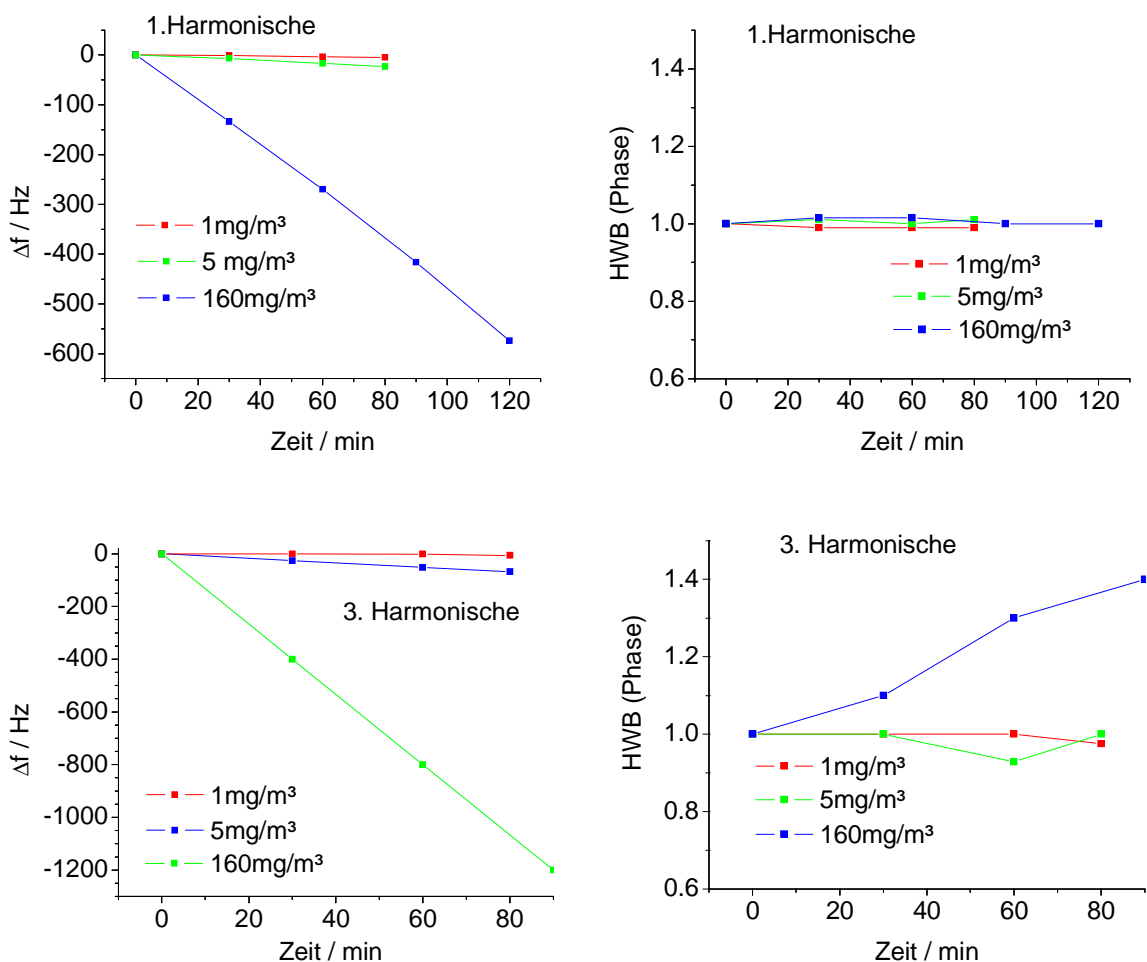 1.Harmonische
0
-100
-200
-300
-400
-500
-600
Δf / Hz
1mg/m³
5 mg/m³
160mg/m³
0 20 40 60 80 100 120
Zeit / min
1.Harmonische
1.4
1.2
1.0
0.8
0.6
HWB (Phase)
1mg/m³
5mg/m³
160mg/m³
0 20 40 60 80 100 120
Zeit / min
3. Harmonische
0
-200
-400
-600
-800
-1000
-1200
Δf / Hz
1mg/m³
5mg/m³
160mg/m³
0 20 40 60 80
Zeit / min
3. Harmonische
1.4
1.2
1.0
0.8
0.6
HWB (Phase)
1mg/m³
5mg/m³
160mg/m³
0 20 40 60 80
Zeit / min